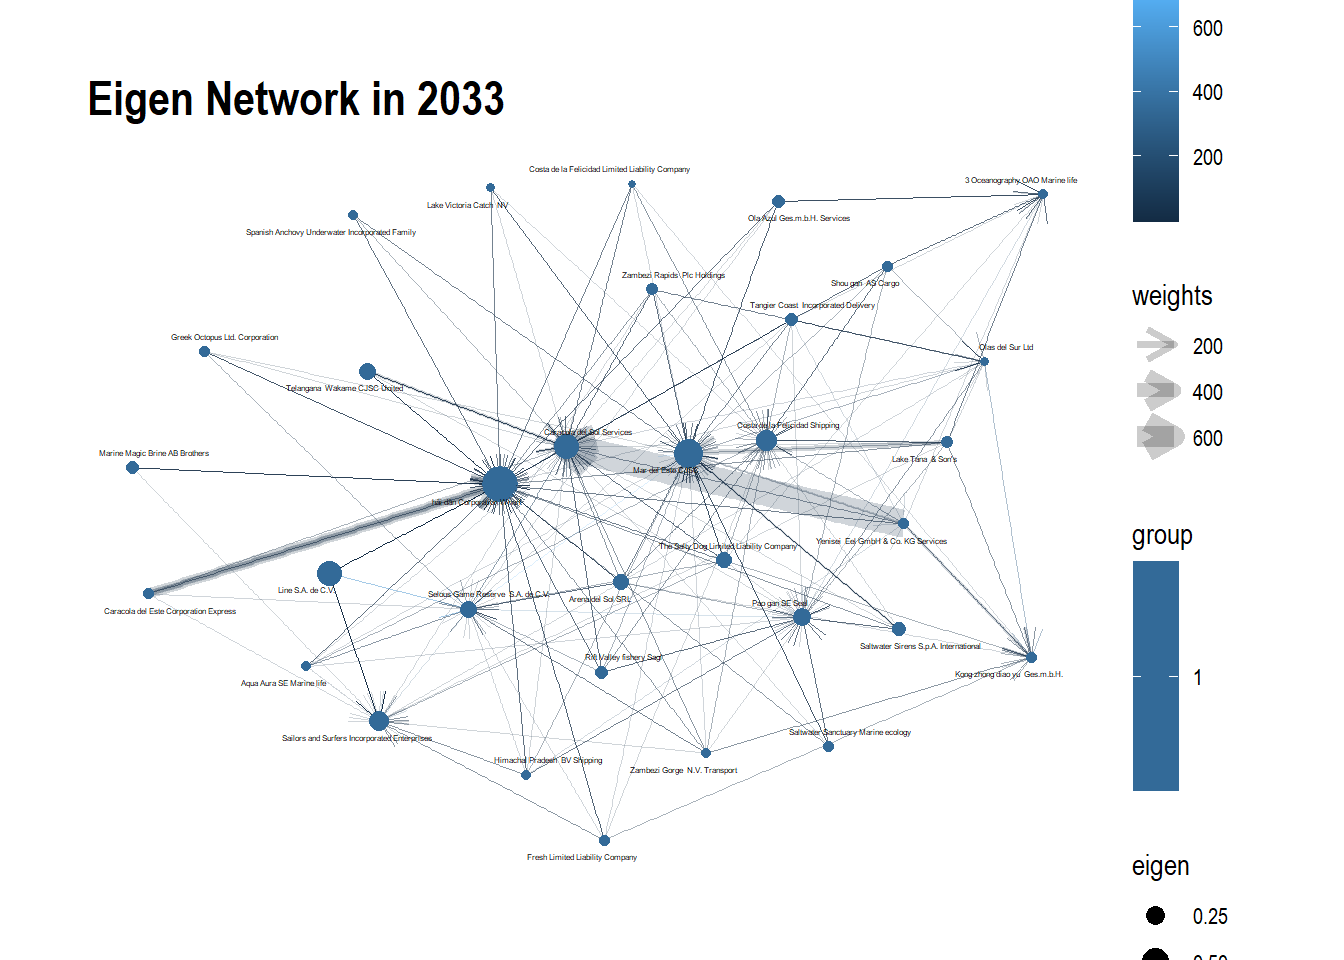 600
400
Eigen Network in 2033
200
Costa de la Felicidad Limited Liability Company
3 Oceanography OAO Marine life
Lake Victoria Catch NV
Ola Azul Ges.m.b.H. Services
Spanish Anchovy Underwater Incorporated Family
Zambezi Rapids Plc Holdings
Shou gan AS Cargo
weights
Tangier Coast Incorporated Delivery
Greek Octopus Ltd. Corporation
200
Olas del Sur Ltd
Telangana Wakame CJSC United
400
Caracola del Sol Services
Costa de la Felicidad Shipping
600
Marine Magic Brine AB Brothers
Lake Tana & Son's
Mar del Este CJSC
hai dan Corporation
Yenisei Eel GmbH & Co. KG Services
group
The Salty Dog Limited Liability Company
Line S.A. de C.V.
Selous Game Reserve S.A. de C.V.
Arena del Sol SRL
Pao gan SE Seal
Caracola del Este Corporation Express
Saltwater Sirens S.p.A. International
Rift Valley fishery Sagl
Kong zhong diao yu Ges.m.b.H.
1
Aqua Aura SE Marine life
Sailors and Surfers Incorporated Enterprises
Saltwater Sanctuary Marine ecology
Himachal Pradesh BV Shipping
Zambezi Gorge N.V. Transport
Fresh Limited Liability Company
eigen
0.25
0.50